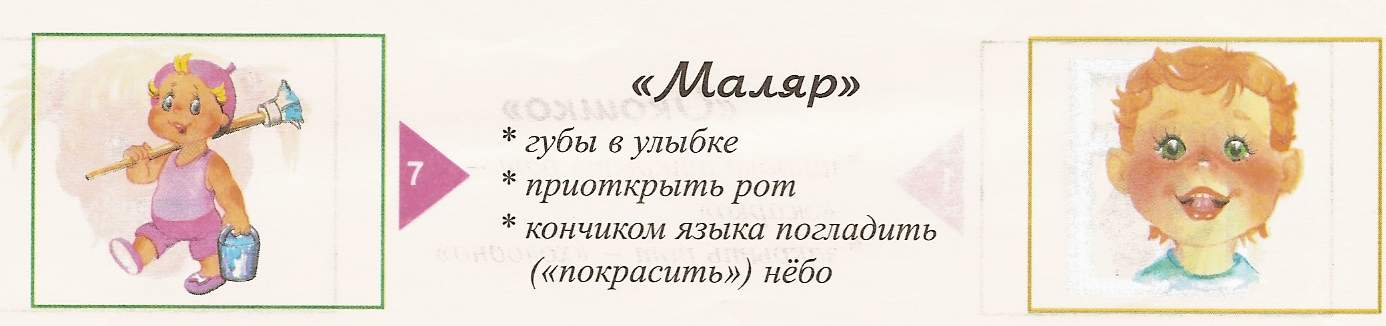 «Маляр»
* губы в улыбке
7
* приоткрыть рот
* кончиком языка погладить
(«покрасить») нёбо